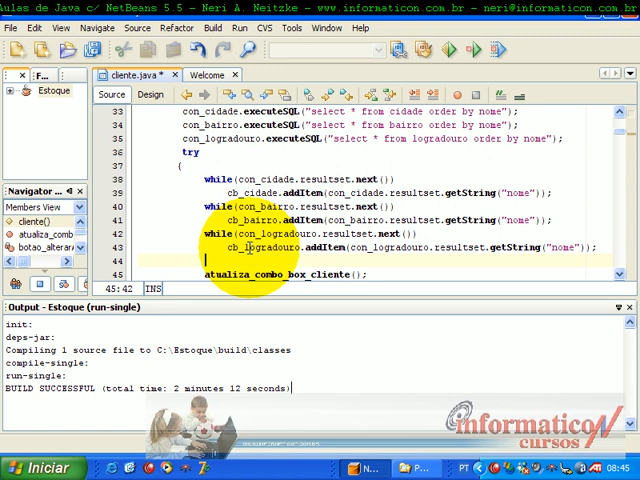 Aulas de Java c/ NetBeans 5.5 - Neri A. Neitzke - www.informaticon.com.br - neri@informaticon.com.br
File Edit View Navigate Source Refactor Build Run CVS Tools Window Help
F... cliente.java * Welcome
Estoque
Source Design
33 con_cidade.executeSQL("select * from cidade order by nome");
34 con_bairro.executeSQL("select * from bairro order by nome");
35 con_logradouro.executeSQL("select * from logradouro order by nome");
36 try
37 {
38 while(con_cidade.resultset.next())
39 cb_cidade.addItem(con_cidade.resultset.getString("nome"));
40 while(con_bairro.resultset.next())
41 cb_bairro.addItem(con_bairro.resultset.getString("nome"));
42 while(con_logradouro.resultset.next())
43 cb_logradouro.addItem(con_logradouro.resultset.getString("nome"));
44
45 atualiza_combo_box_cliente();
45:42 INS
Navigator
Members View
cliente()
atualiza_comb
botao_alterar
Output - Estoque (run-single)
init:
deps-jar:
Compiling 1 source file to C:\Estoque\build\classes
compile-single:
run-single:
BUILD SUCCESSFUL (total time: 2 minutes 12 seconds)
informaticoN
cursos
Iniciar
N...
P...
PT
ATI
08:45